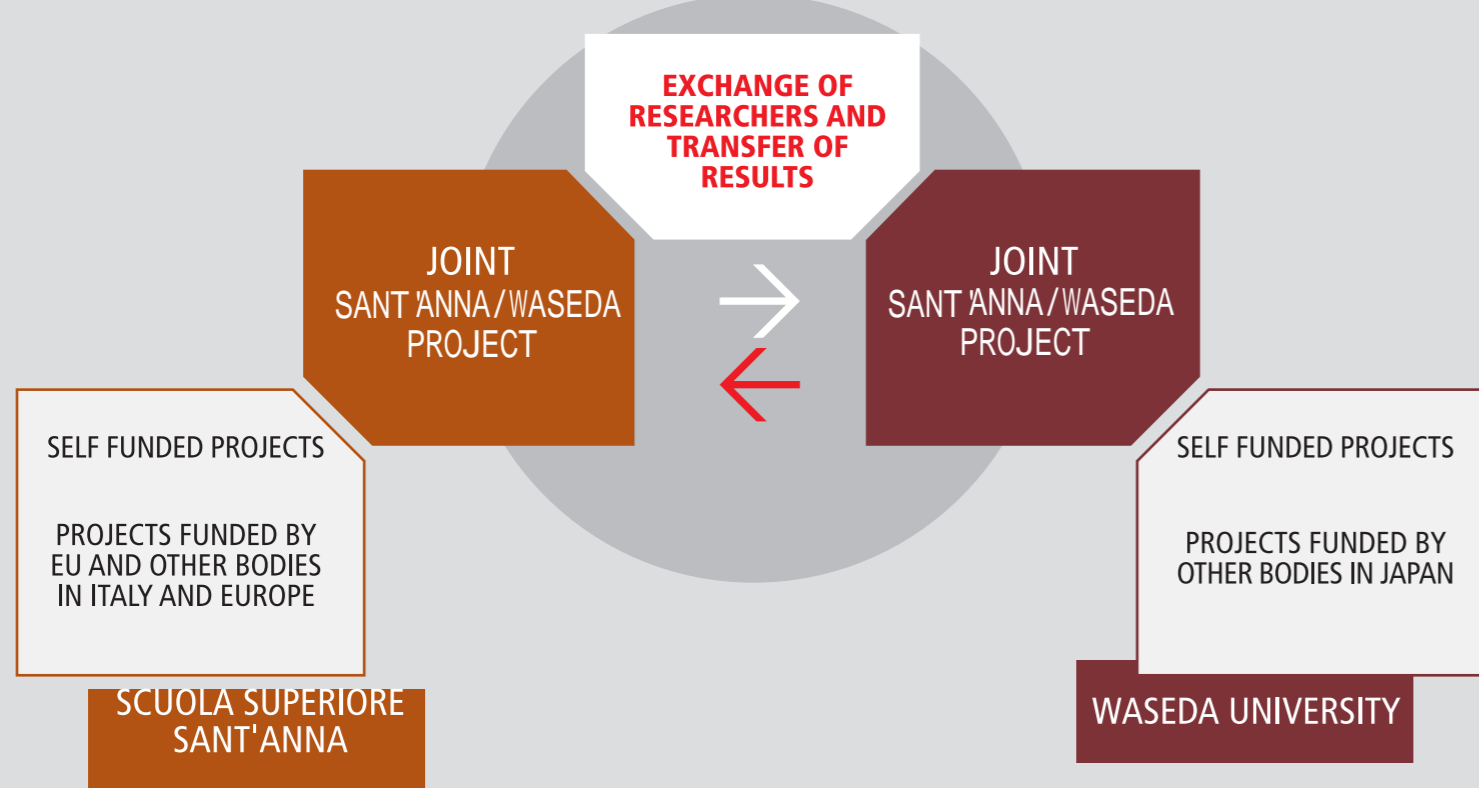 EXCHANGE OF
RESEARCHERS AND
TRANSFER OF
RESULTS
JOINT
SANT'ANNA/WASEDA
PROJECT
JOINT
SANT'ANNA/WASEDA
PROJECT
SELF FUNDED PROJECTS
PROJECTS FUNDED BY
EU AND OTHER BODIES
IN ITALY AND EUROPE
SELF FUNDED PROJECTS
PROJECTS FUNDED BY
OTHER BODIES IN JAPAN
SCUOLA SUPERIORE
SANT'ANNA
WASEDA UNIVERSITY